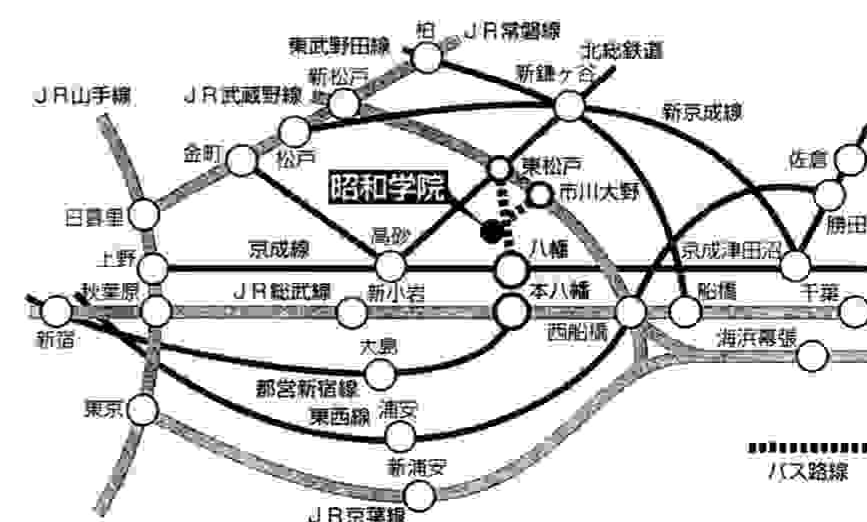 柏
JR常磐線
東武野田線
北総鉄道
新松戸
新鎌ヶ谷
JR山手線
JR武蔵野線
新京成線
金町
松戸
佐倉
東松戸
昭和学院
市川大野
日暮里
勝田
高砂
八幡
上野
京成線
京成津田沼
秋葉原
JR総武線
新小岩
本八幡
船橋
千葉
新宿
西船橋
海浜幕張
大島
都営新宿線
東京
東西線
浦安
新浦安
バス路線
JR京葉線